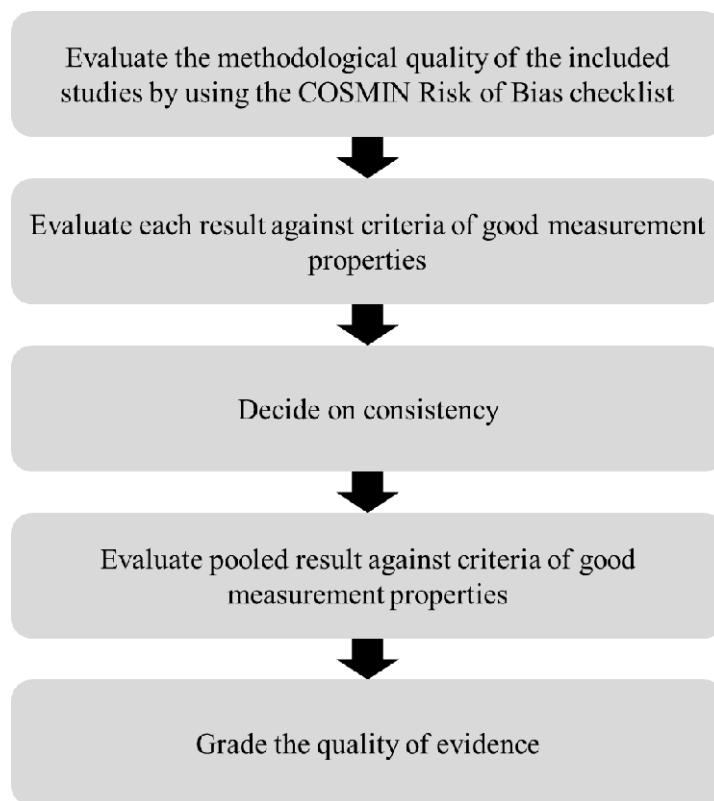 Evaluate the methodological quality of the included
studies by using the COSMIN Risk of Bias checklist
Evaluate each result against criteria of good measurement
properties
Decide on consistency
Evaluate pooled result against criteria of good
measurement properties
Grade the quality of evidence